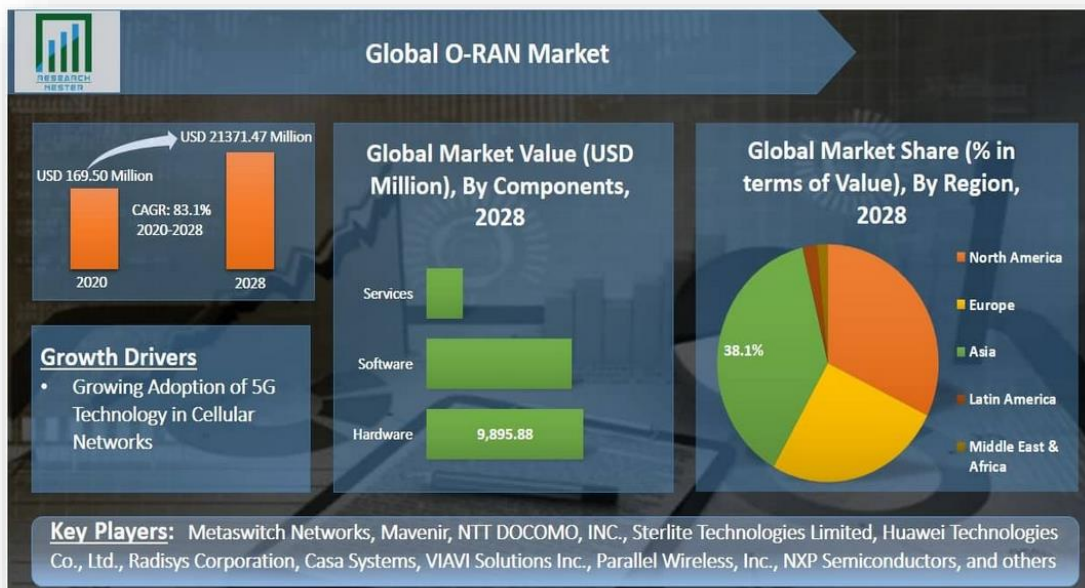 RESEARCH
NESTER
Global O-RAN Market
USD 21371.47 Million
USD 169.50 Million
CAGR: 83.1%
2020-2028
2020
2028
Growth Drivers
• Growing Adoption of 5G
Technology in Cellular
Networks
Global Market Value (USD
Million), By Components,
2028
Services
Software
Hardware
9,895.88
Global Market Share (% in
terms of Value), By Region,
2028
38.1%
North America
Europe
Asia
Latin America
Middle East &
Africa
Key Players: Metaswitch Networks, Mavenir, NTT DOCOMO, INC., Sterlite Technologies Limited, Huawei Technologies
Co., Ltd., Radisys Corporation, Casa Systems, VIAVI Solutions Inc., Parallel Wireless, Inc., NXP Semiconductors, and others